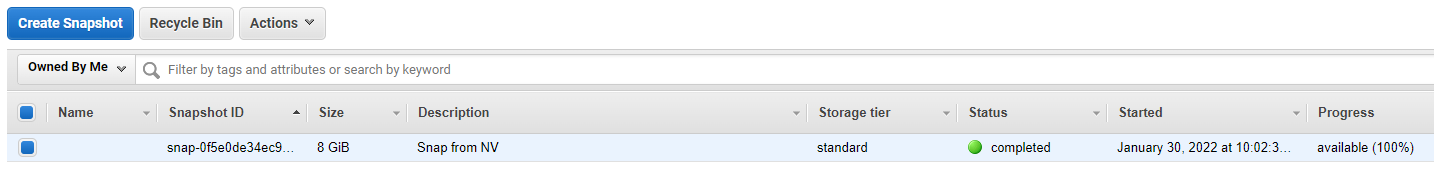 Create Snapshot Recycle Bin Actions
Owned By Me Filter by tags and attributes or search by keyword
Name Snapshot ID Size Description Storage tier Status Started Progress
snap-0f5e0de34ec9... 8 GiB Snap from NV standard completed January 30, 2022 at 10:02:3... available (100%)